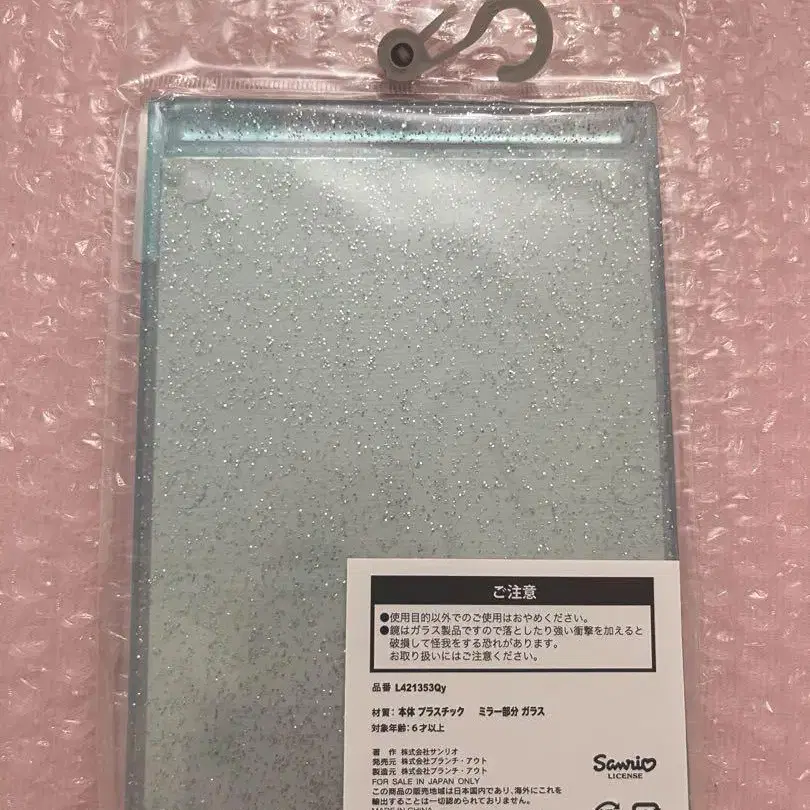 ご注意
●使用目的以外でのご使用はおやめください。
●鏡はガラス製品ですので落としたり強い衝撃を加えると
破損して怪我をする恐れがあります。
お取り扱いにはご注意ください。
品番 L421353Qy
材質：本体 プラスチック　ミラー部分 ガラス
対象年齢：6才以上
著　作 株式会社サンリオ
発売元 株式会社ブランチ・アウト
製造元 株式会社ブランチ・アウト
FOR SALE IN JAPAN ONLY
この商品の販売地域は日本国内であり、海外にこれを
輸出することは一切認められておりません。
MADE IN CHINA
Sanrio
LICENSE